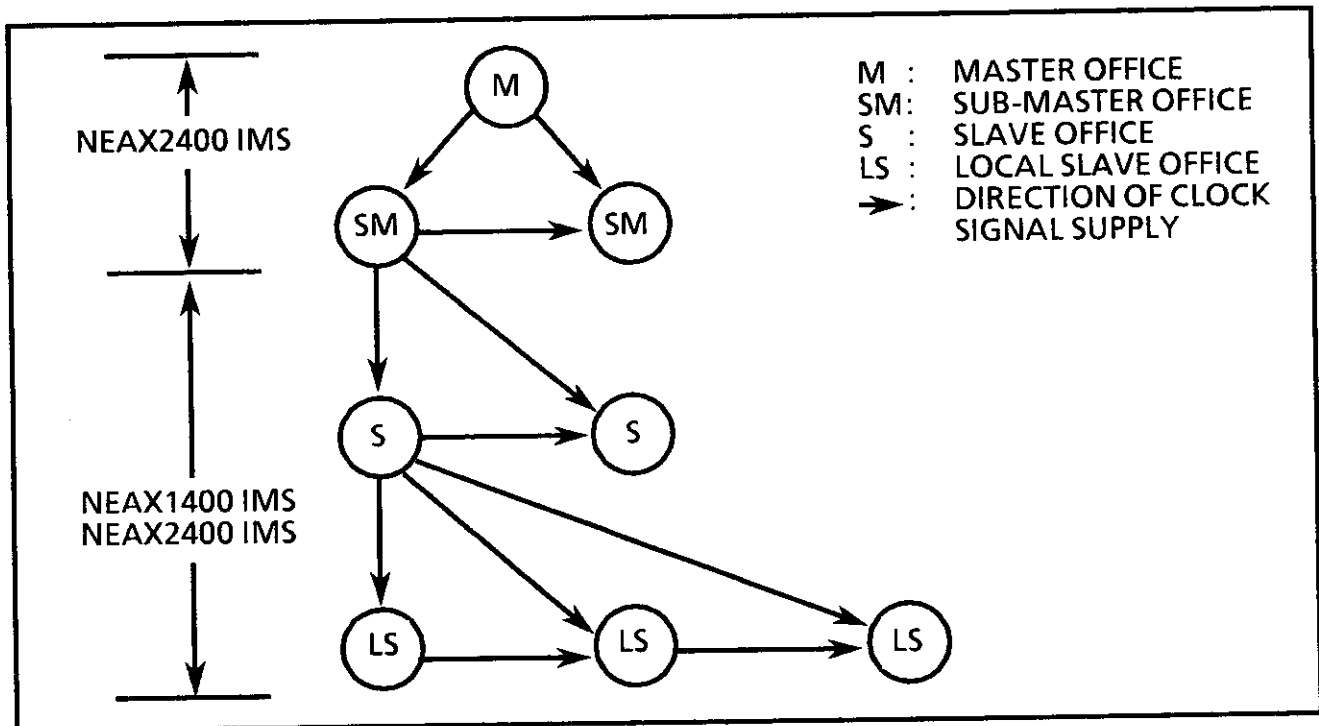 M : MASTER OFFICE
SM: SUB-MASTER OFFICE
S : SLAVE OFFICE
LS : LOCAL SLAVE OFFICE
: DIRECTION OF CLOCK
SIGNAL SUPPLY
NEAX2400 IMS
M
SM
SM
NEAX1400 IMS
NEAX2400 IMS
S
S
LS
LS
LS